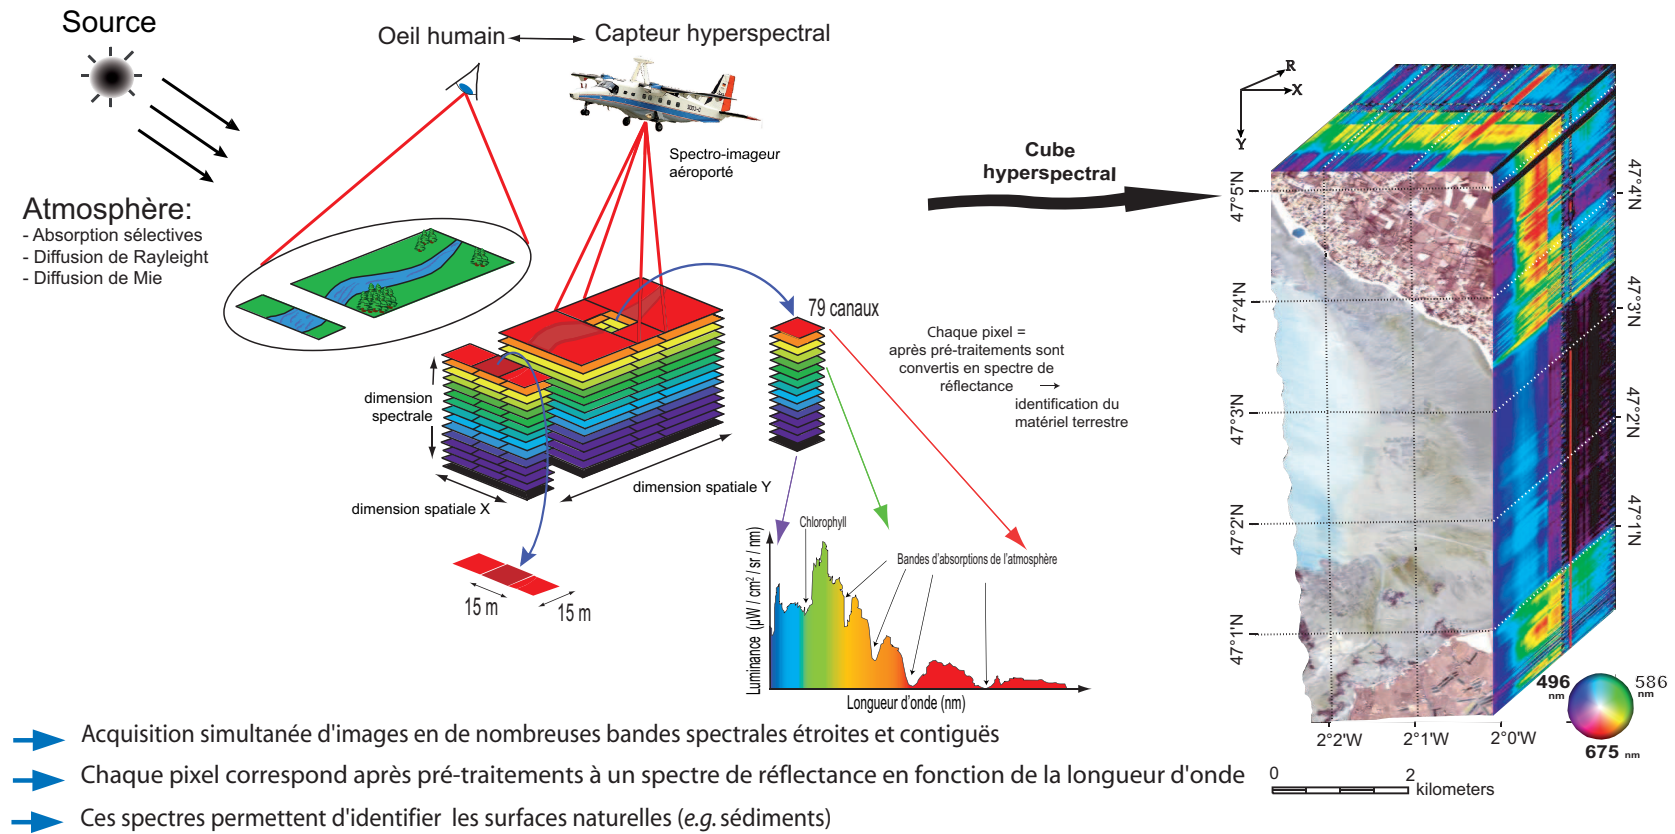 Source
Oeil humain
Capteur hyperspectral
Spectro-imageur
aéroporté
Atmosphère:
- Absorption sélectives
- Diffusion de Rayleight
- Diffusion de Mie
Cube
hyperspectral
79 canaux
Chaque pixel =
après pré-traitements sont
convertis en spectre de
réflectance
identification du
matériel terrestre
dimension
spectrale
dimension spatiale X
dimension spatiale Y
15 m
15 m
Chlorophyll
Bandes d'absorptions de l'atmosphère
Luminance (µW / cm² / sr / nm)
Longueur d'onde (nm)
R
X
Y
47°5'N
47°4'N
47°3'N
47°2'N
47°1'N
47°4'N
47°3'N
47°2'N
47°1'N
2°2'W
2°1'W
2°0'W
496
nm
586
nm
675 nm
0
2
kilometers
Acquisition simultanée d'images en de nombreuses bandes spectrales étroites et contiguës
Chaque pixel correspond après pré-traitements à un spectre de réflectance en fonction de la longueur d'onde
Ces spectres permettent d'identifier les surfaces naturelles (e.g. sédiments)